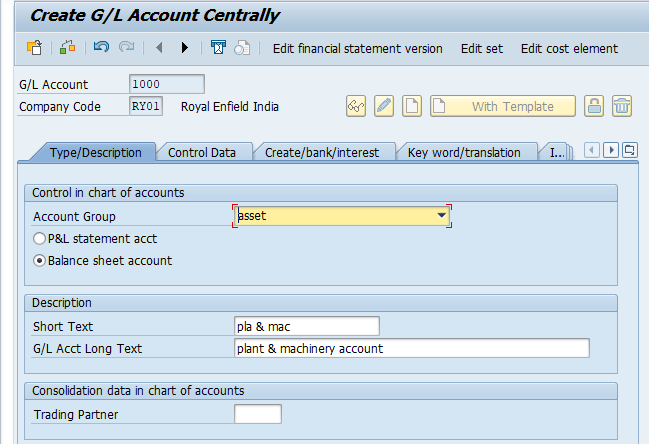 Create G/L Account Centrally
Edit financial statement version Edit set Edit cost element
G/L Account 1000
Company Code RY01 Royal Enfield India With Template
Type/Description Control Data Create/bank/interest Key word/translation I...
Control in chart of accounts
Account Group asset
P&L statement acct
Balance sheet account
Description
Short Text pla & mac
G/L Acct Long Text plant & machinery account
Consolidation data in chart of accounts
Trading Partner